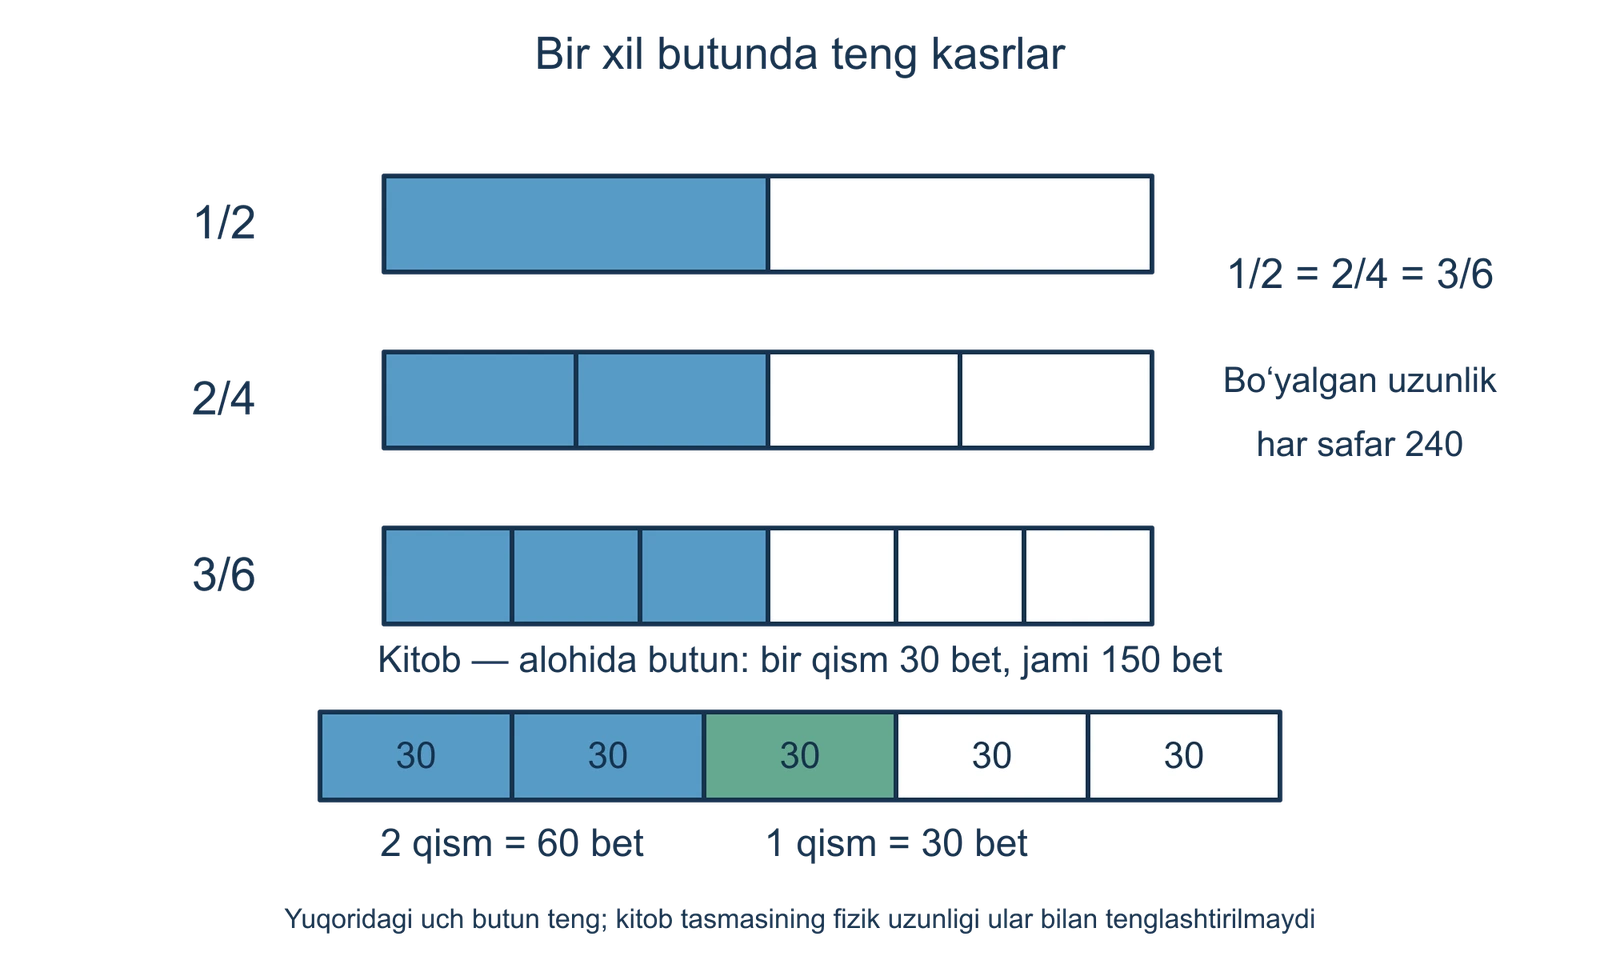 Bir xil butunda teng kasrlar
1/2
1/2 = 2/4 = 3/6
2/4
Bo‘yalgan uzunlik
har safar 240
3/6
Kitob — alohida butun: bir qism 30 bet, jami 150 bet
30 30 30 30 30
2 qism = 60 bet 1 qism = 30 bet
Yuqoridagi uch butun teng; kitob tasmasining fizik uzunligi ular bilan tenglashtirilmaydi